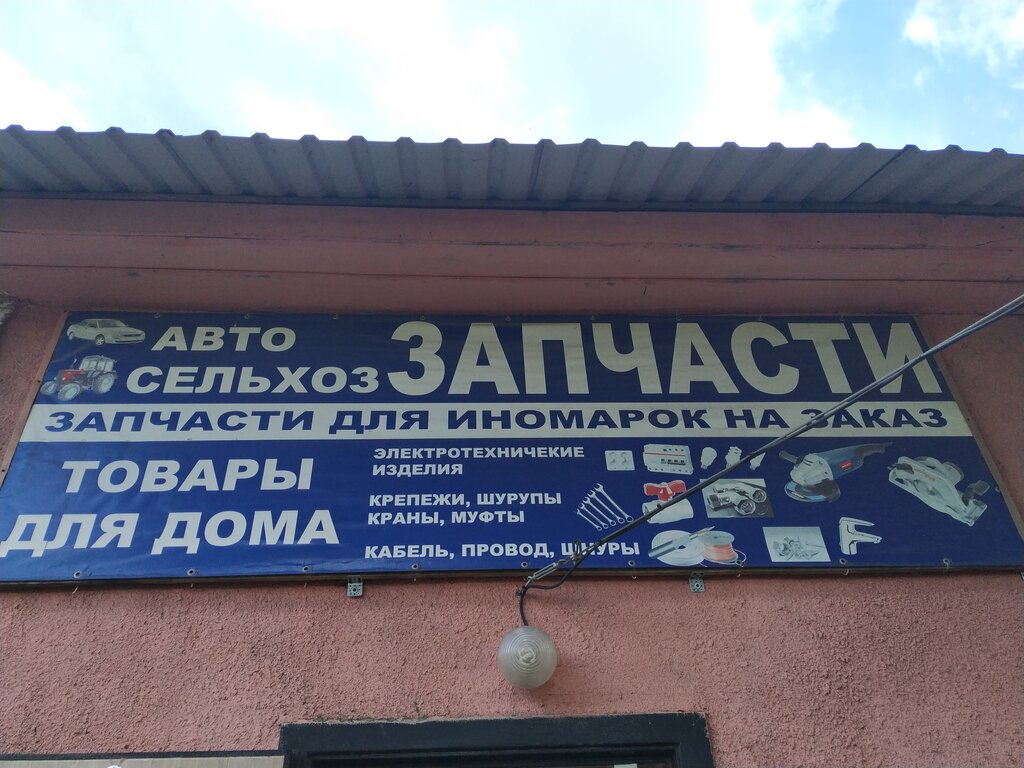 АВТО
СЕЛЬХОЗ
ЗАПЧАСТИ
ЗАПЧАСТИ ДЛЯ ИНОМАРОК НА ЗАКАЗ
ТОВАРЫ
ДЛЯ ДОМА
ЭЛЕКТРОТЕХНИЧЕКИЕ
ИЗДЕЛИЯ
КРЕПЕЖИ, ШУРУПЫ
КРАНЫ, МУФТЫ
КАБЕЛЬ, ПРОВОД, ШНУРЫ